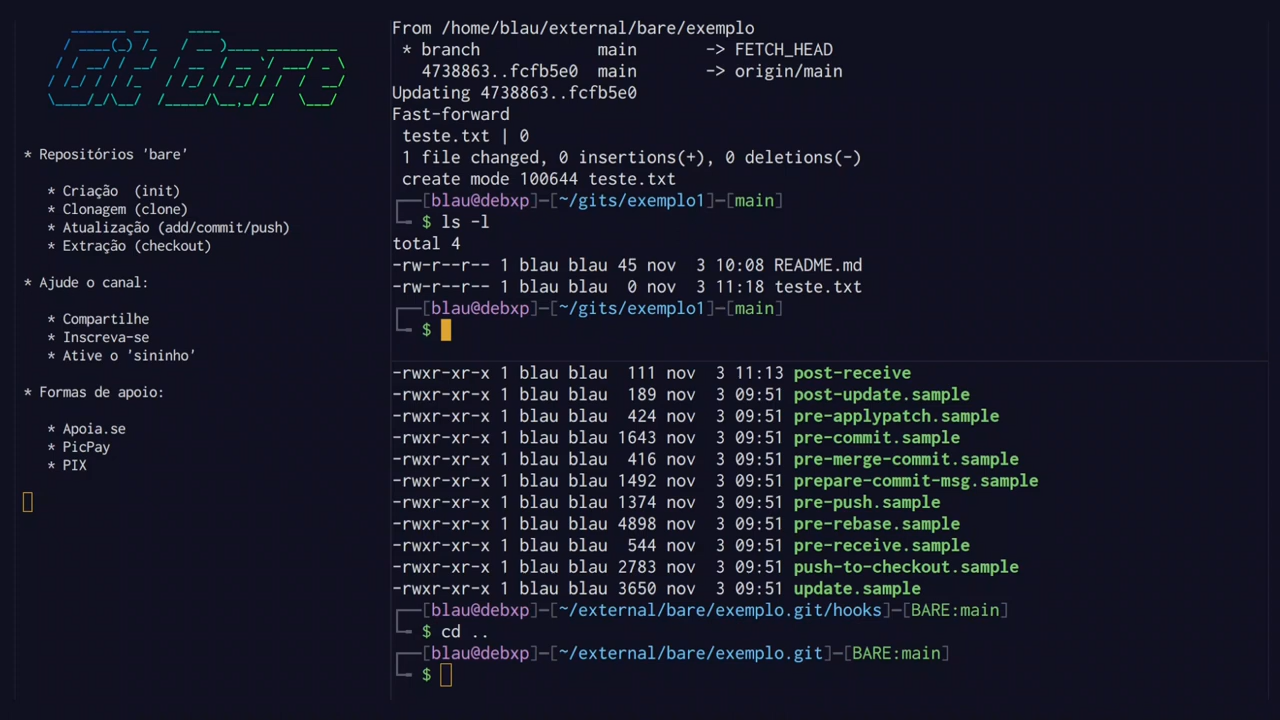 Git Bare
* Repositórios 'bare'
* Criação (init)
* Clonagem (clone)
* Atualização (add/commit/push)
* Extração (checkout)
* Ajude o canal:
* Compartilhe
* Inscreva-se
* Ative o 'sininho'
* Formas de apoio:
* Apoia.se
* PicPay
* PIX
From /home/blau/external/bare/exemplo
* branch main -> FETCH_HEAD
4738863..fcfb5e0 main -> origin/main
Updating 4738863..fcfb5e0
Fast-forward
teste.txt | 0
1 file changed, 0 insertions(+), 0 deletions(-)
create mode 100644 teste.txt
[blau@debxp]-[~/gits/exemplo1]-[main]
$ ls -l
total 4
-rw-r--r-- 1 blau blau 45 nov 3 10:08 README.md
-rw-r--r-- 1 blau blau 0 nov 3 11:18 teste.txt
[blau@debxp]-[~/gits/exemplo1]-[main]
$
-rwxr-xr-x 1 blau blau 111 nov 3 11:13 post-receive
-rwxr-xr-x 1 blau blau 189 nov 3 09:51 post-update.sample
-rwxr-xr-x 1 blau blau 424 nov 3 09:51 pre-applypatch.sample
-rwxr-xr-x 1 blau blau 1643 nov 3 09:51 pre-commit.sample
-rwxr-xr-x 1 blau blau 416 nov 3 09:51 pre-merge-commit.sample
-rwxr-xr-x 1 blau blau 1492 nov 3 09:51 prepare-commit-msg.sample
-rwxr-xr-x 1 blau blau 1374 nov 3 09:51 pre-push.sample
-rwxr-xr-x 1 blau blau 4898 nov 3 09:51 pre-rebase.sample
-rwxr-xr-x 1 blau blau 544 nov 3 09:51 pre-receive.sample
-rwxr-xr-x 1 blau blau 2783 nov 3 09:51 push-to-checkout.sample
-rwxr-xr-x 1 blau blau 3650 nov 3 09:51 update.sample
[blau@debxp]-[~/external/bare/exemplo.git/hooks]-[BARE:main]
$ cd ..
[blau@debxp]-[~/external/bare/exemplo.git]-[BARE:main]
$